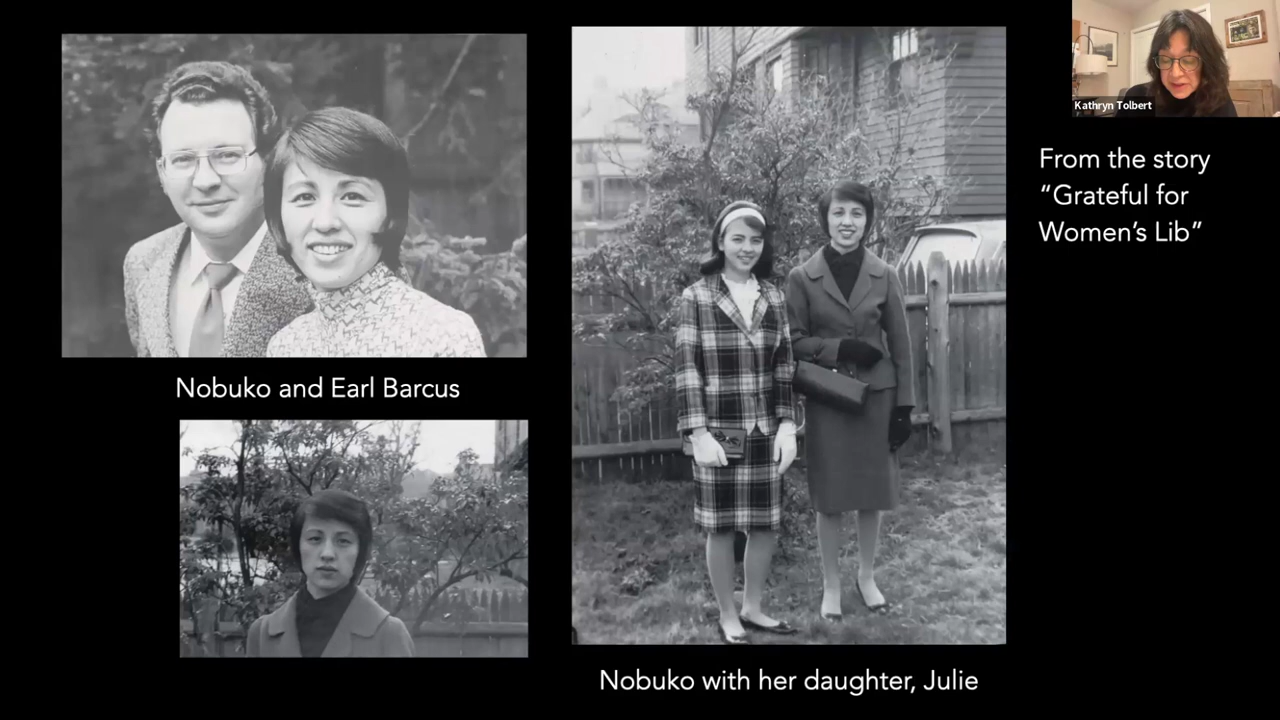 Kathryn Tolbert
From the story
“Grateful for
Women’s Lib”
Nobuko and Earl Barcus
Nobuko with her daughter, Julie